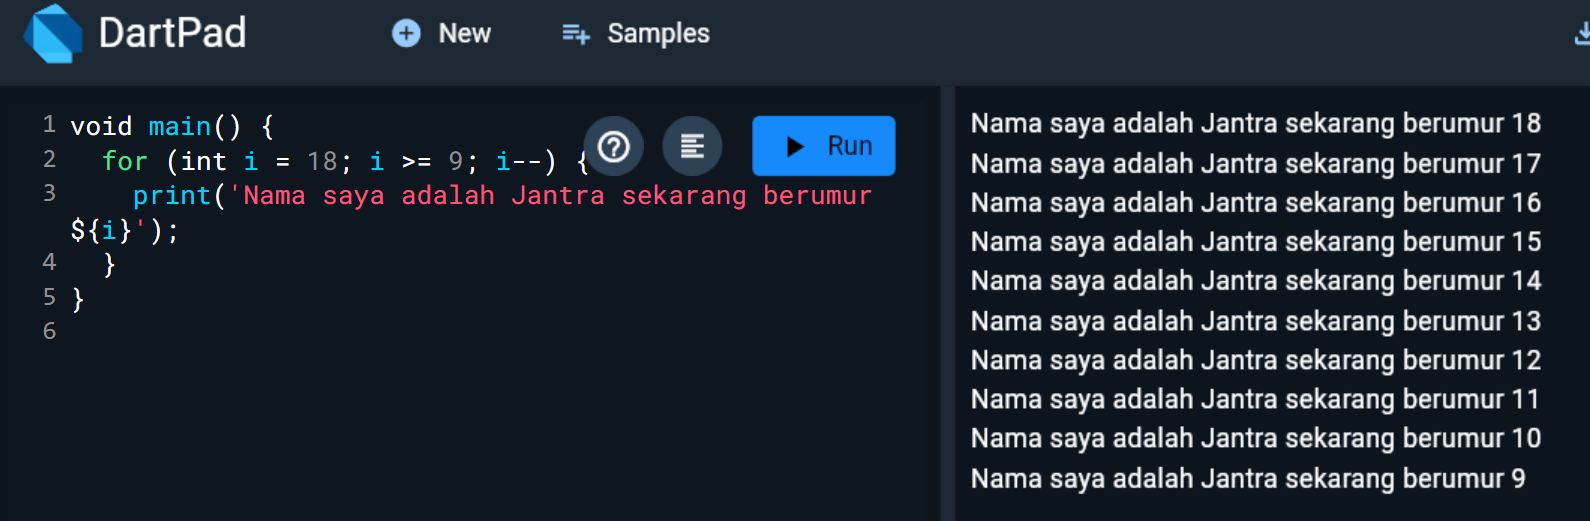 DartPad
New
Samples
Run
1 void main() {
2 for (int i = 18; i >= 9; i--) {
3 print('Nama saya adalah Jantra sekarang berumur
${i}');
4 }
5 }
6
Nama saya adalah Jantra sekarang berumur 18
Nama saya adalah Jantra sekarang berumur 17
Nama saya adalah Jantra sekarang berumur 16
Nama saya adalah Jantra sekarang berumur 15
Nama saya adalah Jantra sekarang berumur 14
Nama saya adalah Jantra sekarang berumur 13
Nama saya adalah Jantra sekarang berumur 12
Nama saya adalah Jantra sekarang berumur 11
Nama saya adalah Jantra sekarang berumur 10
Nama saya adalah Jantra sekarang berumur 9